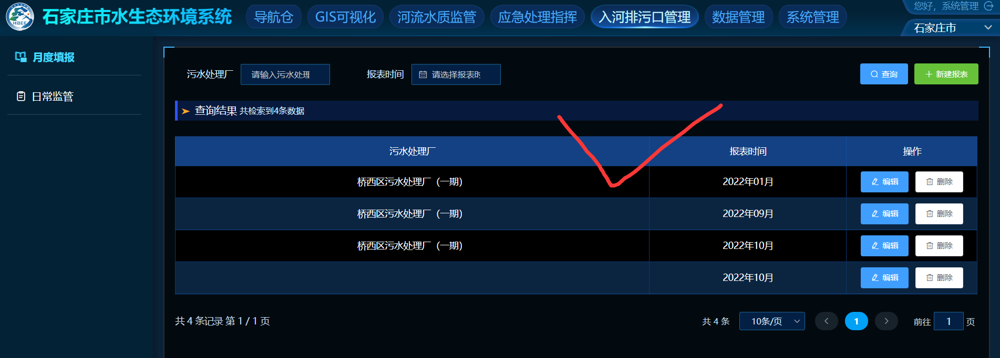 HBEE 石家庄市水生态环境系统 导航仓 GIS可视化 河流水质监管 应急处理指挥 入河排污口管理 数据管理 系统管理
您好，系统管理
石家庄市
月度填报
日常监管
污水处理厂 请输入污水处理 报表时间 请选择报表时 查询 新建报表
查询结果 共检索到4条数据
污水处理厂 报表时间 操作
桥西区污水处理厂（一期） 2022年01月 编辑 删除
桥西区污水处理厂（一期） 2022年09月 编辑 删除
桥西区污水处理厂（一期） 2022年10月 编辑 删除
2022年10月 编辑 删除
共 4 条记录 第 1 / 1 页 共 4 条 10条/页 1 前往 1 页